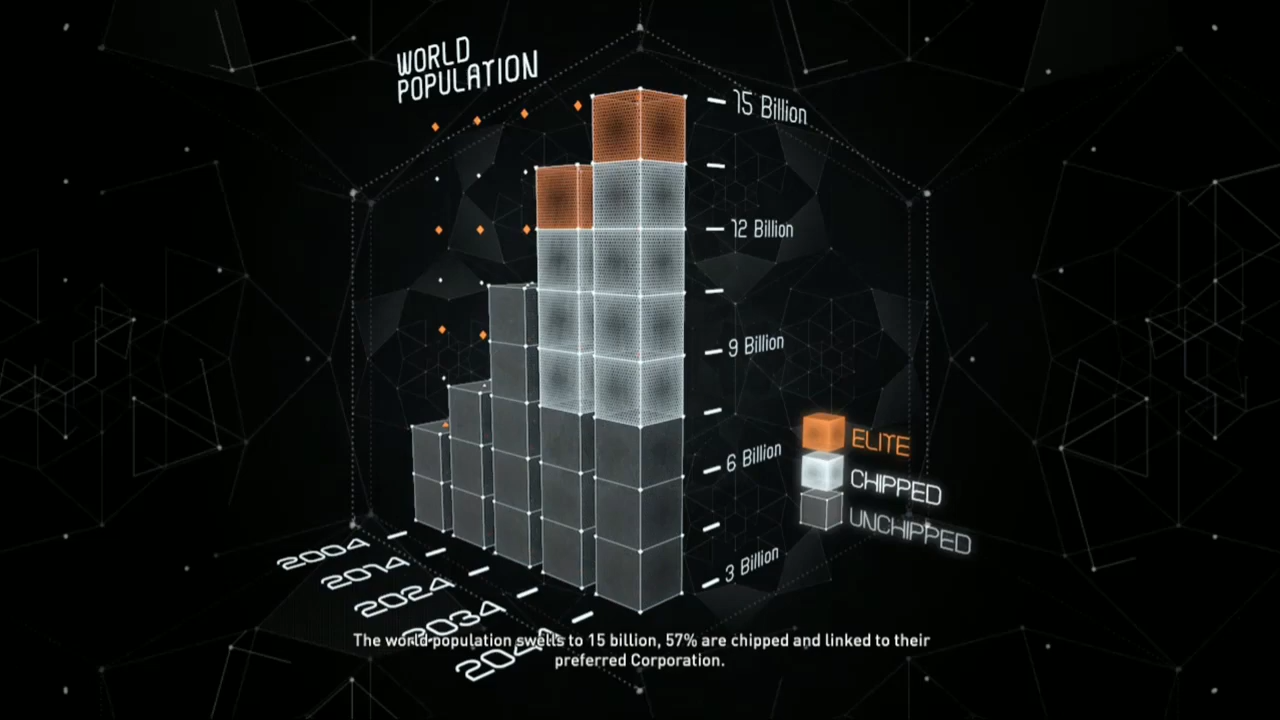 WORLD
POPULATION
15 Billion
12 Billion
9 Billion
6 Billion
3 Billion
ELITE
CHIPPED
UNCHIPPED
2004
2014
2024
2034
The world population swells to 15 billion, 57% are chipped and linked to their
preferred Corporation.